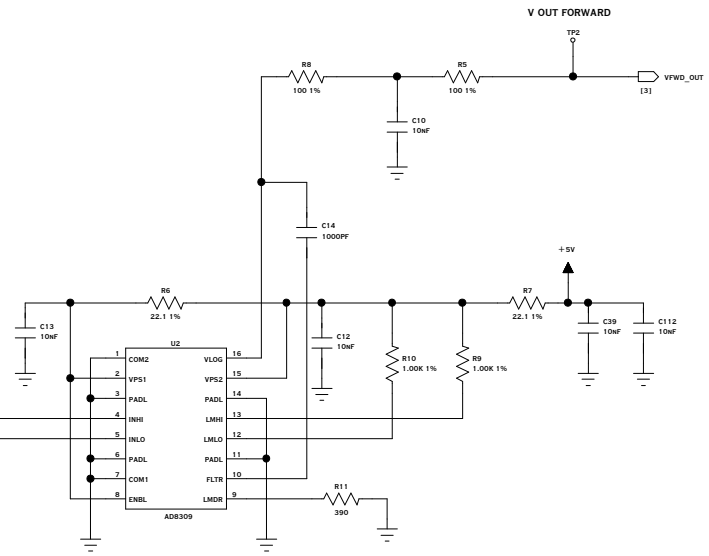 V OUT FORWARD
TP2
R8
100 1%
R5
100 1%
VFWD_OUT
[3]
C10
10NF
C14
1000PF
+5V
R6
22.1 1%
R7
22.1 1%
C13
10NF
C12
10NF
C39
10NF
C112
10NF
R10
1.00K 1%
R9
1.00K 1%
U2
1 COM2 VLOG 16
2 VPS1 VPS2 15
3 PADL PADL 14
4 INHI LMHI 13
5 INLO LMLO 12
6 PADL PADL 11
7 COM1 FLTR 10
8 ENBL LMDR 9
AD8309
R11
390